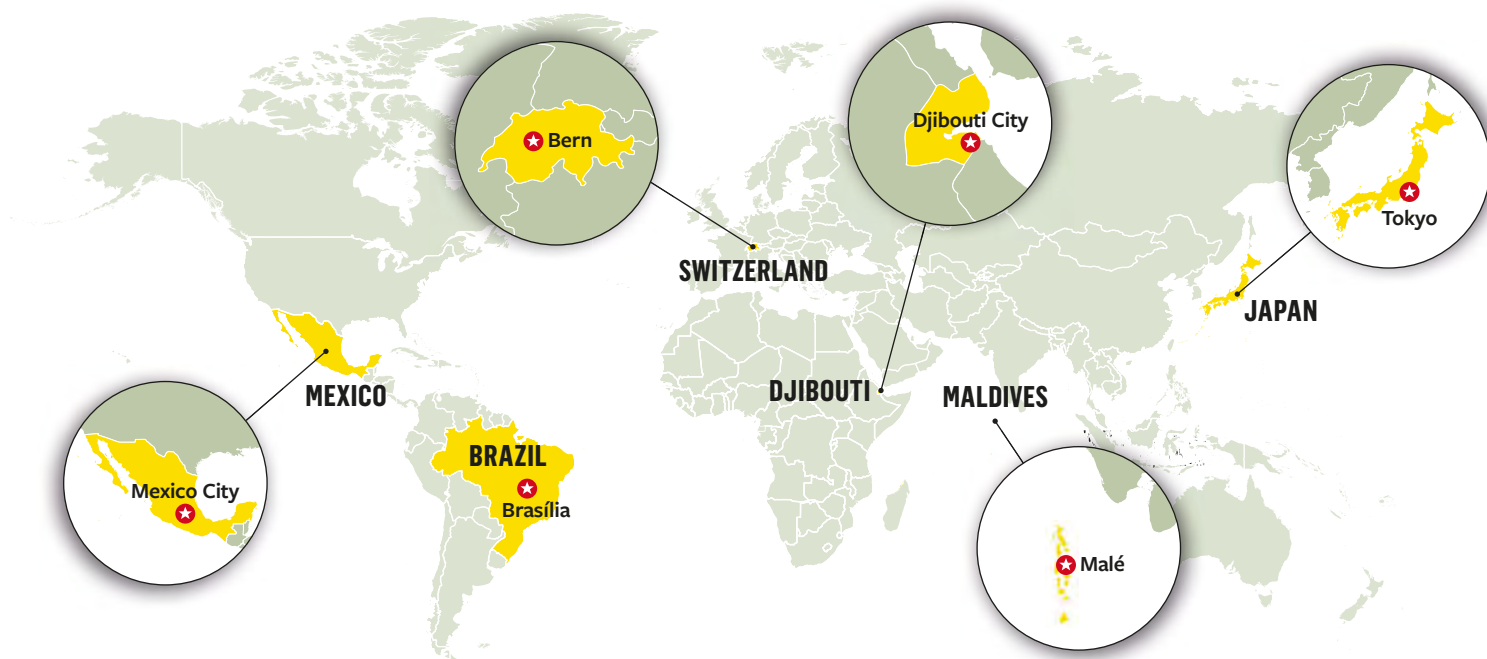 Bern
Djibouti City
Tokyo
SWITZERLAND
JAPAN
MEXICO
DJIBOUTI
MALDIVES
BRAZIL
Brasília
Mexico City
Malé